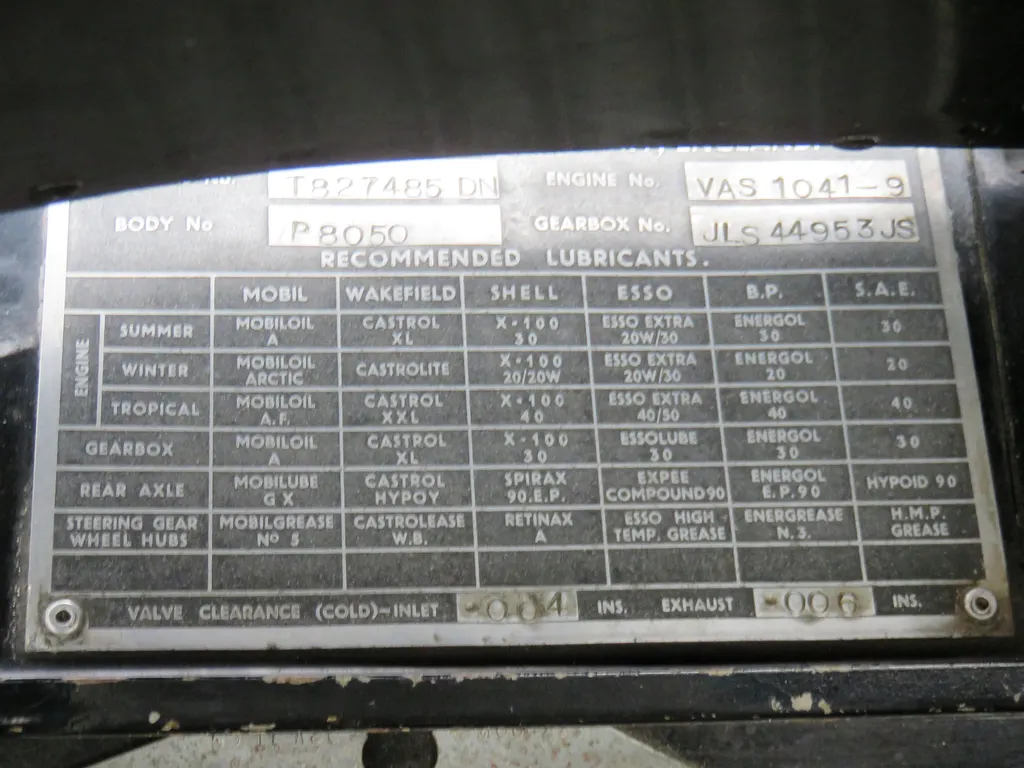 No. T827485 DN ENGINE No. VAS 1041-9
BODY No P8050 GEARBOX No. JLS 44953JS
RECOMMENDED LUBRICANTS.
MOBIL WAKEFIELD SHELL ESSO B.P. S.A.E.
ENGINE
SUMMER MOBILOIL A CASTROL XL X-100 30 ESSO EXTRA 20W/30 ENERGOL 30 30
WINTER MOBILOIL ARCTIC CASTROLITE X-100 20/20W ESSO EXTRA 20W/30 ENERGOL 20 20
TROPICAL MOBILOIL A.F. CASTROL XXL X-100 40 ESSO EXTRA 40/50 ENERGOL 40 40
GEARBOX MOBILOIL A CASTROL XL X-100 30 ESSOLUBE 30 ENERGOL 30 30
REAR AXLE MOBILUBE GX CASTROL HYPOY SPIRAX 90.E.P. EXPEE COMPOUND90 ENERGOL E.P.90 HYPOID 90
STEERING GEAR WHEEL HUBS MOBILGREASE No 5 CASTROLEASE W.B. RETINAX A ESSO HIGH TEMP. GREASE ENERGREASE N.3. H.M.P. GREASE
VALVE CLEARANCE (COLD)-INLET ·004 INS. EXHAUST ·006 INS.